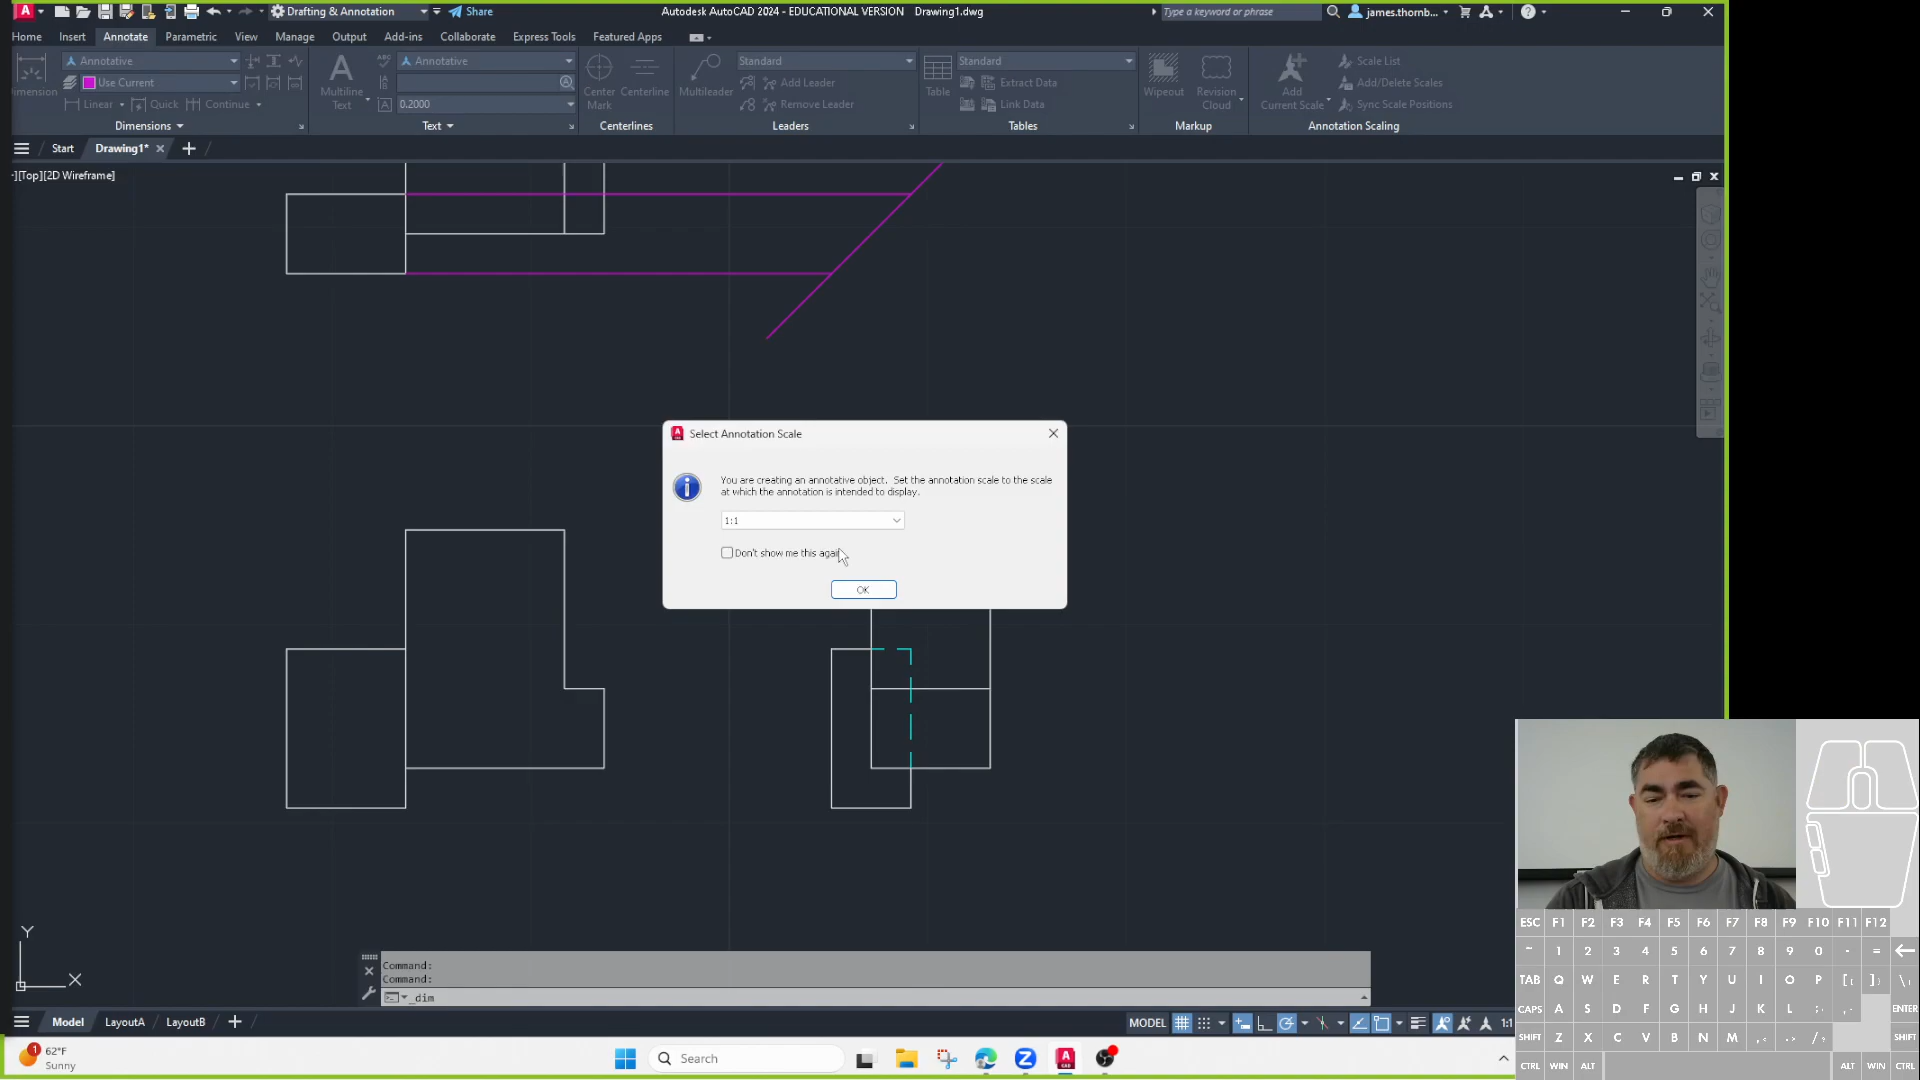 Drafting & Annotation
Share
Autodesk AutoCAD 2024 - EDUCATIONAL VERSION Drawing1.dwg
Type a keyword or phrase
james.thornb...
Home Insert Annotate Parametric View Manage Output Add-ins Collaborate Express Tools Featured Apps
Annotative
Use Current
Linear Quick Continue
Dimensions
Multiline
Text
Annotative
0.2000
Text
Center
Mark
Centerline
Centerlines
Multileader
Standard
Add Leader
Remove Leader
Leaders
Table
Standard
Extract Data
Link Data
Tables
Wipeout
Revision
Cloud
Markup
Add
Current Scale
Scale List
Add/Delete Scales
Sync Scale Positions
Annotation Scaling
Start Drawing1*
][Top][2D Wireframe]
Select Annotation Scale
You are creating an annotative object. Set the annotation scale to the scale
at which the annotation is intended to display.
1:1
Don't show me this again
OK
Y
X
Command:
Command:
_dim
Model LayoutA LayoutB
MODEL
1:1
1
62°F
Sunny
Search
ESC F1 F2 F3 F4 F5 F6 F7 F8 F9 F10 F11 F12
~ 1 2 3 4 5 6 7 8 9 0 - =
TAB Q W E R T Y U I O P [{ ]} \|
CAPS A S D F G H J K L ;: ,. ENTER
SHIFT Z X C V B N M ,< .> /? SHIFT
CTRL WIN ALT ALT WIN CTRL